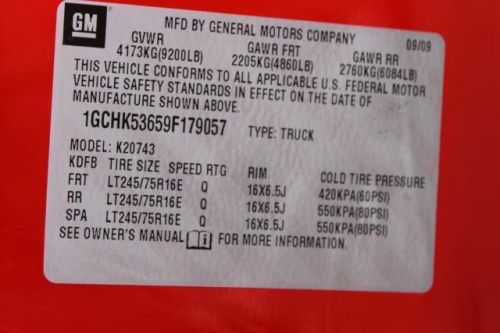 GM
MFD BY GENERAL MOTORS COMPANY
GVWR GAWR FRT GAWR RR 09/09
4173KG(9200LB) 2205KG(4860LB) 2760KG(6084LB)
THIS VEHICLE CONFORMS TO ALL APPLICABLE U.S. FEDERAL MOTOR
VEHICLE SAFETY STANDARDS IN EFFECT ON THE DATE OF
MANUFACTURE SHOWN ABOVE.
1GCHK53659F179057 TYPE: TRUCK
MODEL: K20743
KDFB TIRE SIZE SPEED RTG RIM COLD TIRE PRESSURE
FRT LT245/75R16E Q 16X6.5J 420KPA(60PSI)
RR LT245/75R16E Q 16X6.5J 550KPA(80PSI)
SPA LT245/75R16E Q 16X6.5J 550KPA(80PSI)
SEE OWNER'S MANUAL FOR MORE INFORMATION.